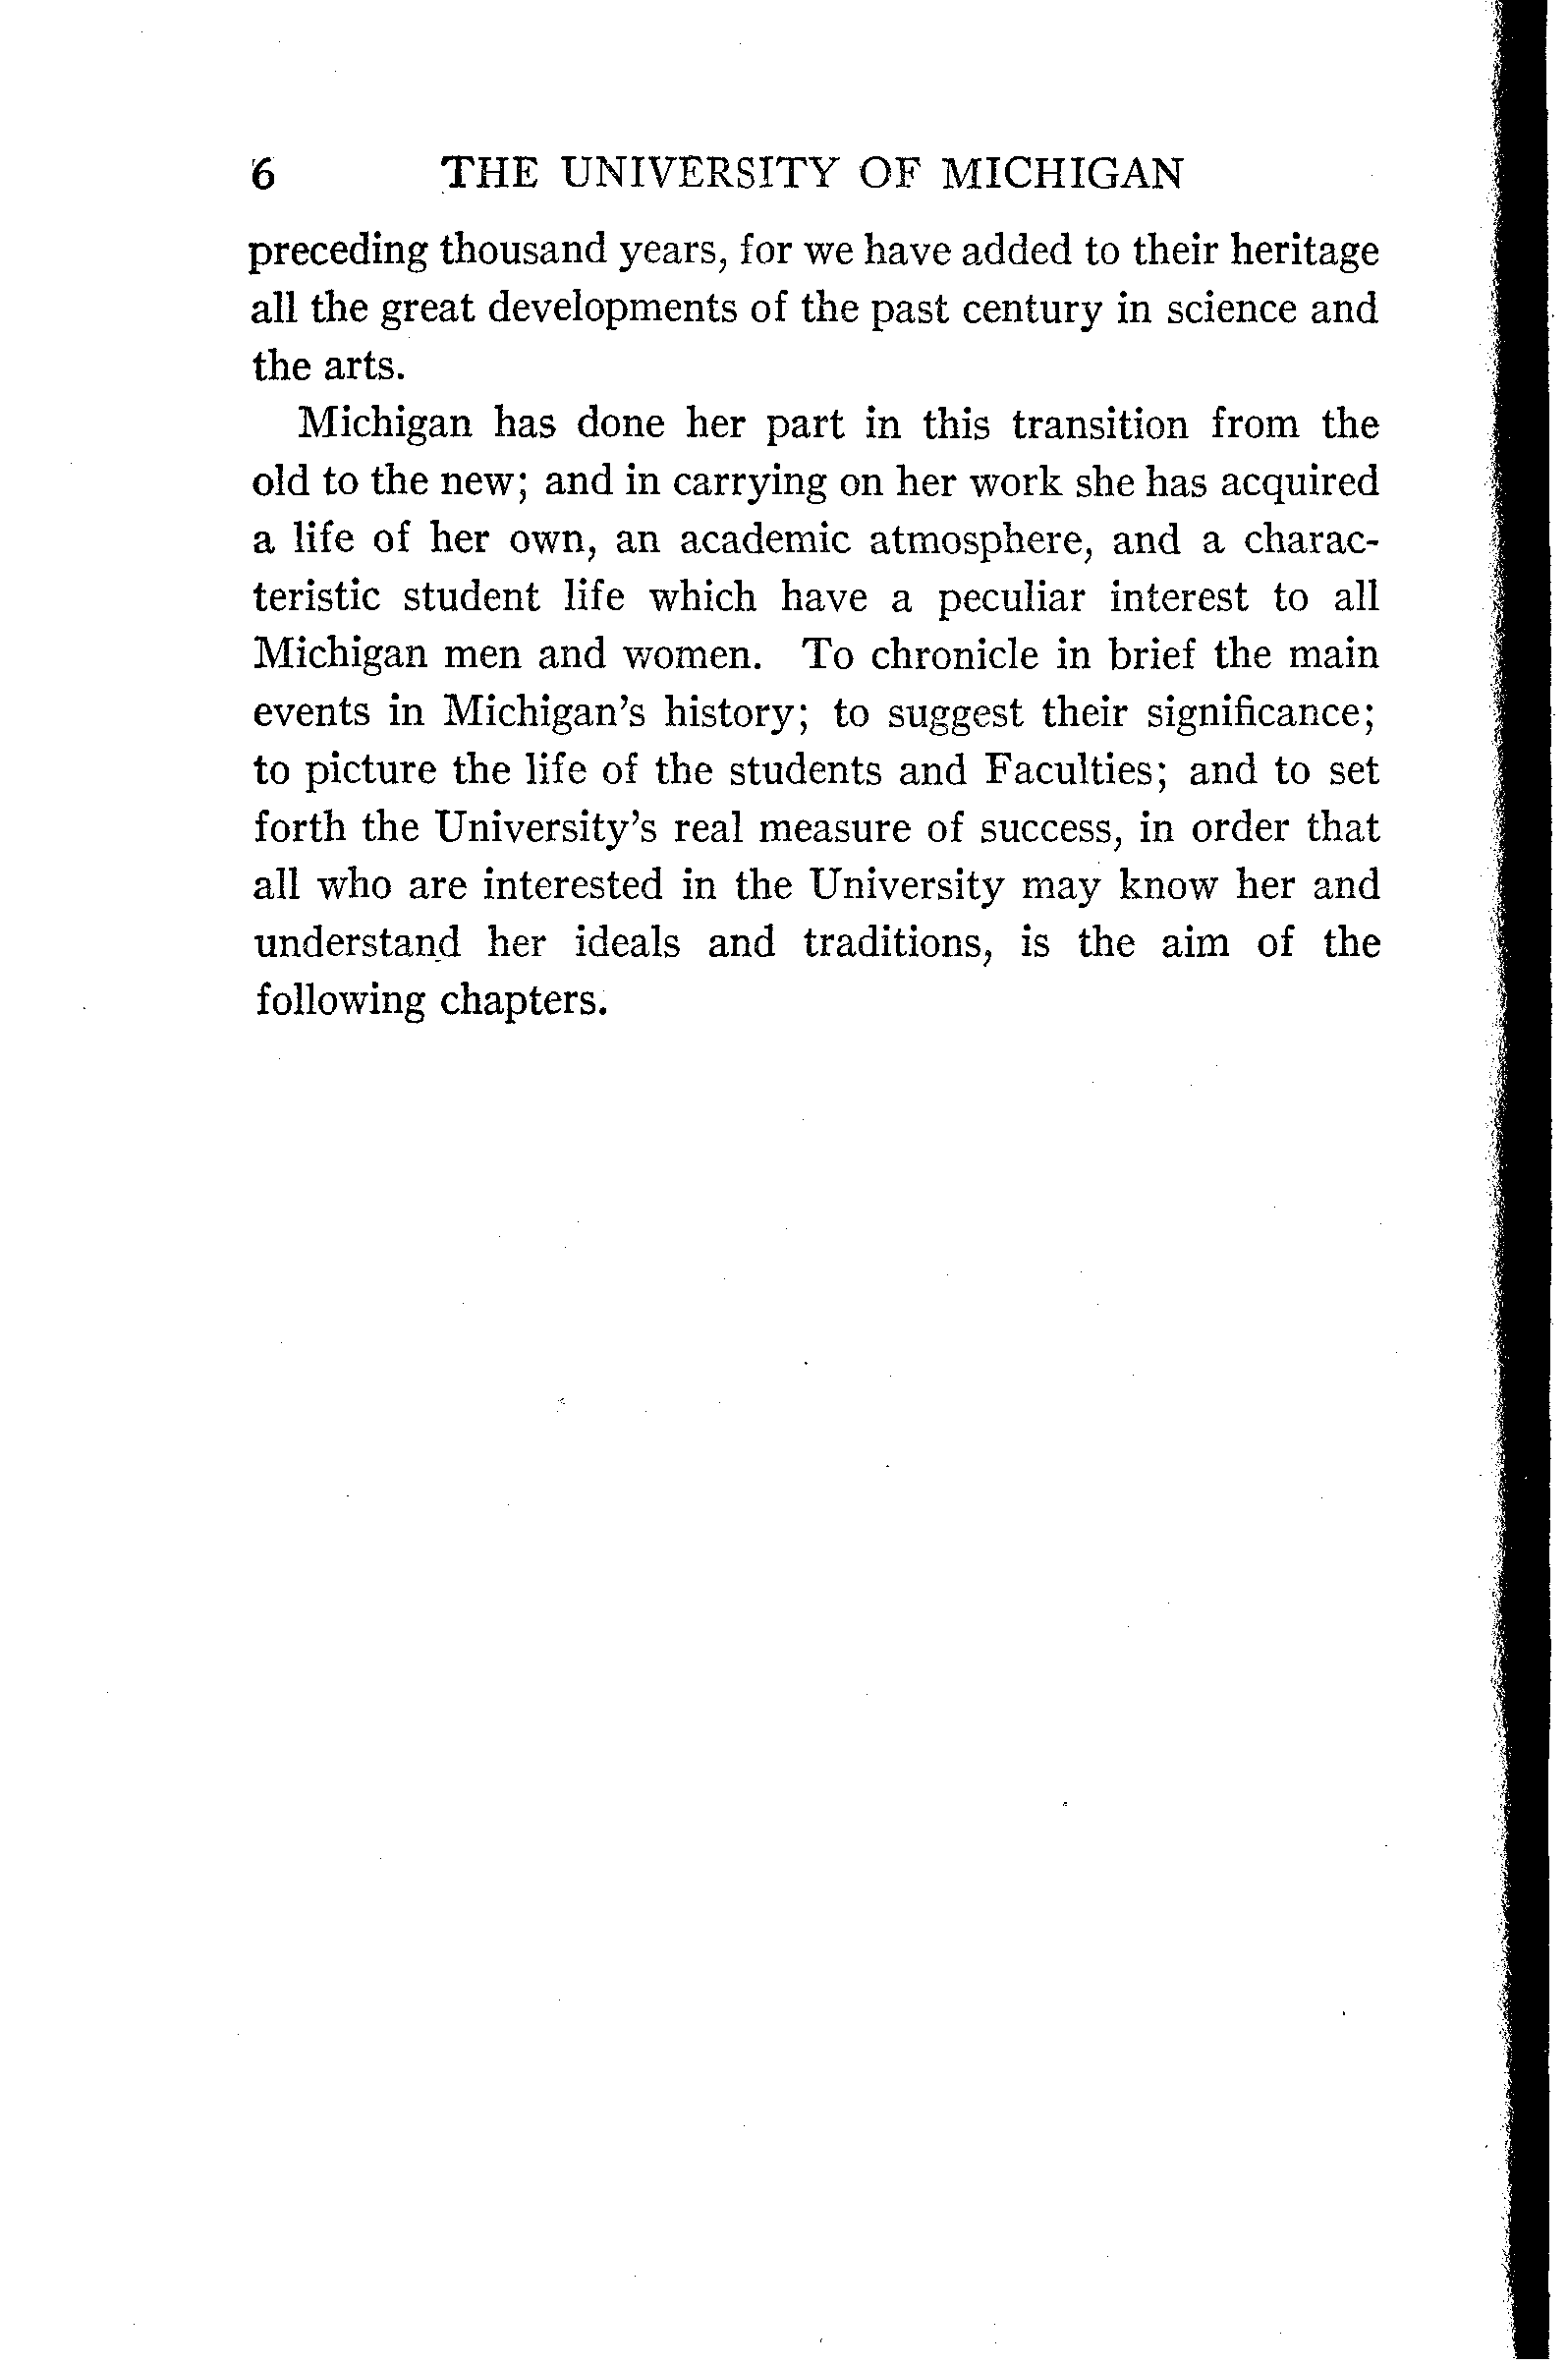 6 THE UNIVERSITY OF MICHIGAN
preceding thousand years, for we have added to their heritage
all the great developments of the past century in science and
the arts.
Michigan has done her part in this transition from the
old to the new; and in carrying on her work she has acquired
a life of her own, an academic atmosphere, and a charac-
teristic student life which have a peculiar interest to all
Michigan men and women. To chronicle in brief the main
events in Michigan's history; to suggest their significance;
to picture the life of the students and Faculties; and to set
forth the University's real measure of success, in order that
all who are interested in the University may know her and
understand her ideals and traditions, is the aim of the
following chapters.